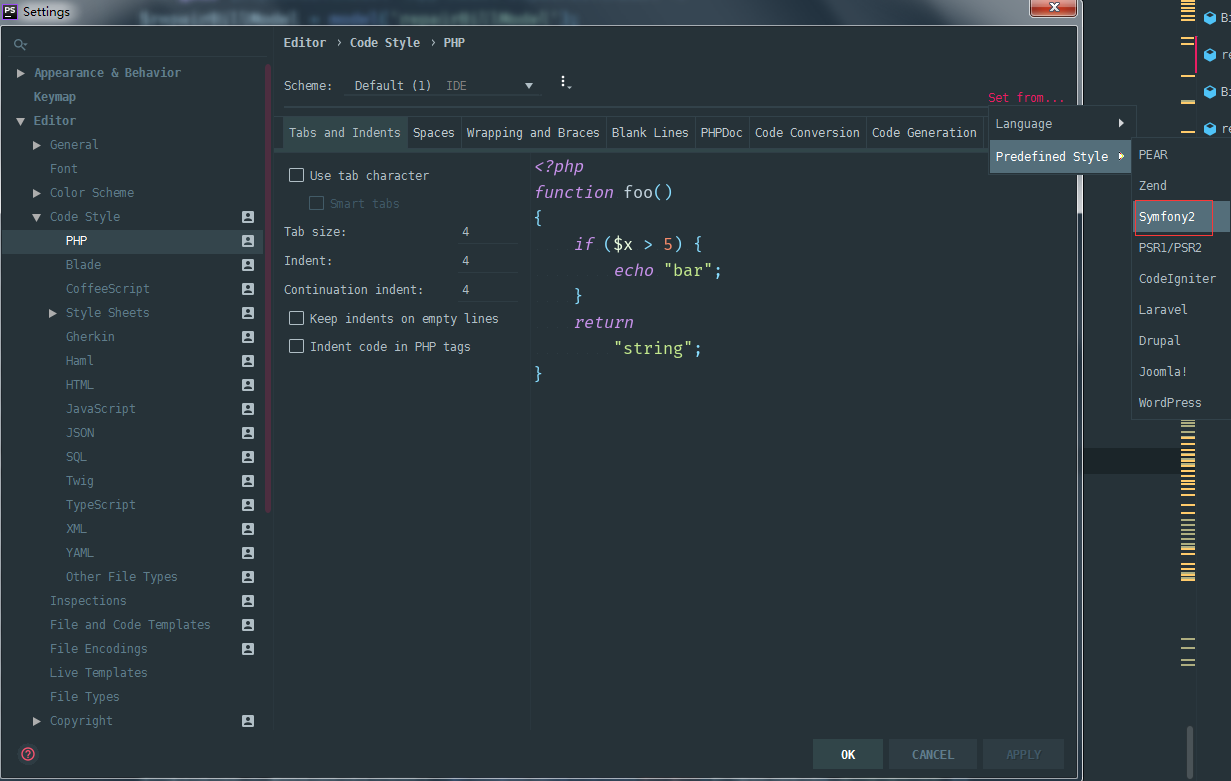 PS Settings
Editor › Code Style › PHP
Scheme: Default (1) IDE
Set from...
Language
Predefined Style
PEAR
Zend
Symfony2
PSR1/PSR2
CodeIgniter
Laravel
Drupal
Joomla!
WordPress
Appearance & Behavior
Keymap
Editor
General
Font
Color Scheme
Code Style
PHP
Blade
CoffeeScript
Style Sheets
Gherkin
Haml
HTML
JavaScript
JSON
SQL
Twig
TypeScript
XML
YAML
Other File Types
Inspections
File and Code Templates
File Encodings
Live Templates
File Types
Copyright
Tabs and Indents Spaces Wrapping and Braces Blank Lines PHPDoc Code Conversion Code Generation
Use tab character
Smart tabs
Tab size: 4
Indent: 4
Continuation indent: 4
Keep indents on empty lines
Indent code in PHP tags
<?php
function foo()
{
if ($x > 5) {
echo "bar";
}
return
"string";
}
?
OK CANCEL APPLY